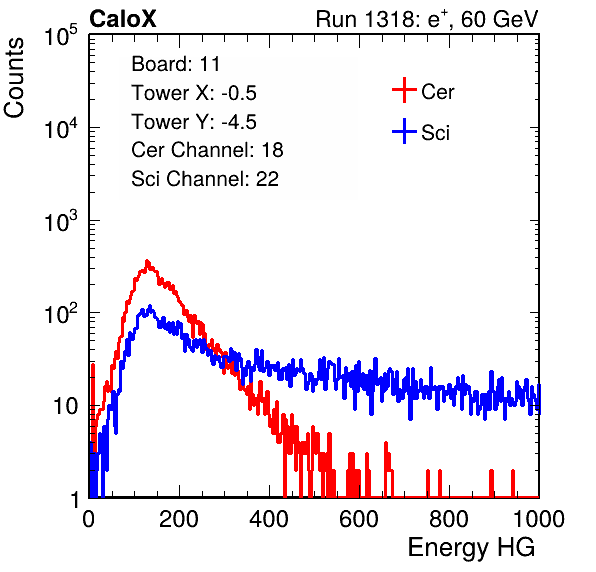 CaloX Run 1318: e⁺, 60 GeV
Counts
Board: 11
Tower X: -0.5
Tower Y: -4.5
Cer Channel: 18
Sci Channel: 22
Cer
Sci
10⁵
10⁴
10³
10²
10
1
0 200 400 600 800 1000
Energy HG